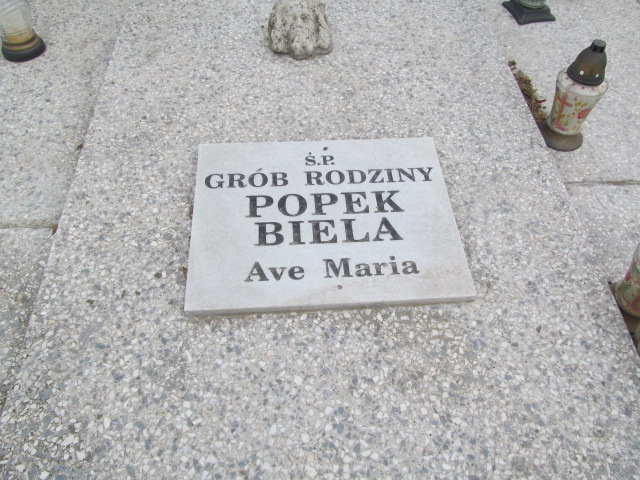 Ś.P.
GRÓB RODZINY
POPEK
BIELA
Ave Maria